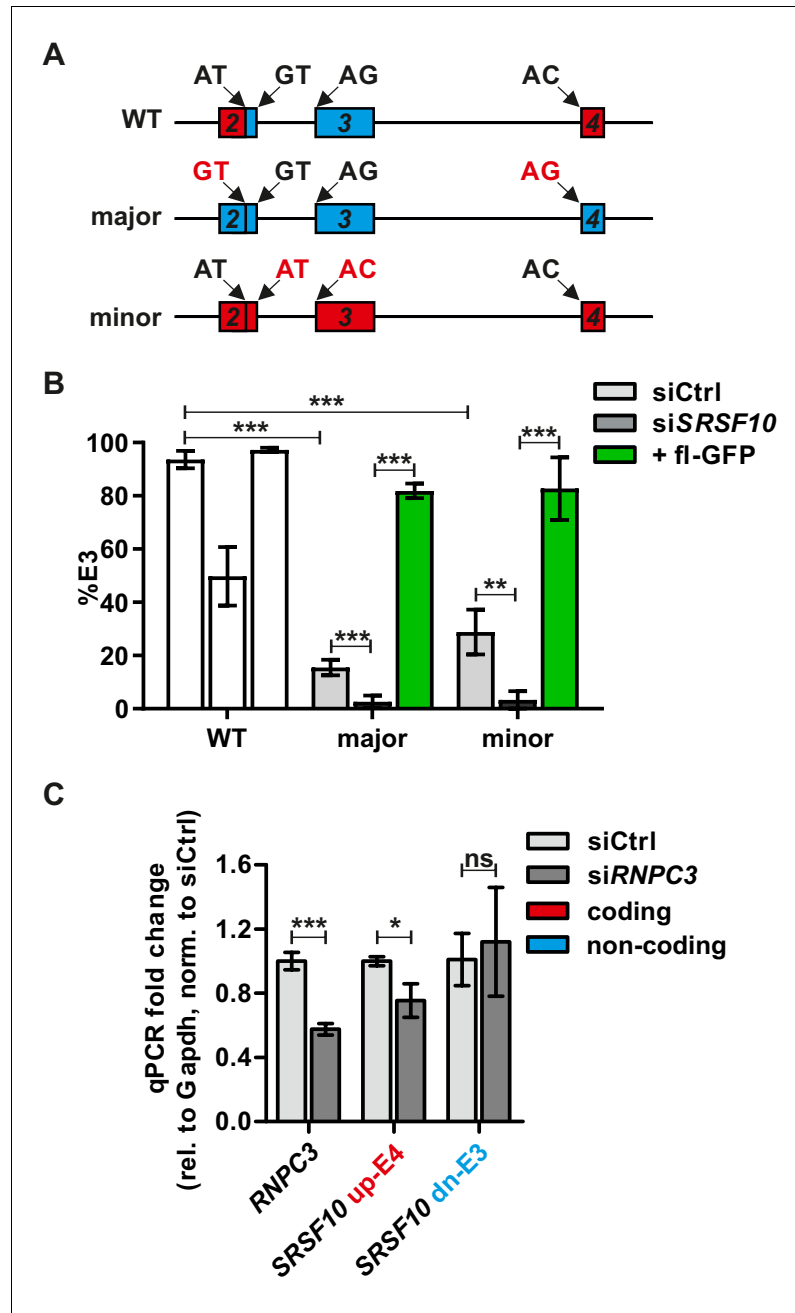 A
AT GT AG AC
WT 2 3 4
GT GT AG AG
major 2 3 4
AT AT AC AC
minor 2 3 4
B
siCtrl
siSRSF10
+ fl-GFP
***
***
*** ***
*** **
%E3
100
80
60
40
20
0
WT major minor
C
siCtrl
siRNPC3
coding
non-coding
qPCR fold change
(rel. to G apdh, norm. to siCtrl)
1.6
1.2
0.8
0.4
0.0
*** * ns
RNPC3
SRSF10 up-E4
SRSF10 dn-E3